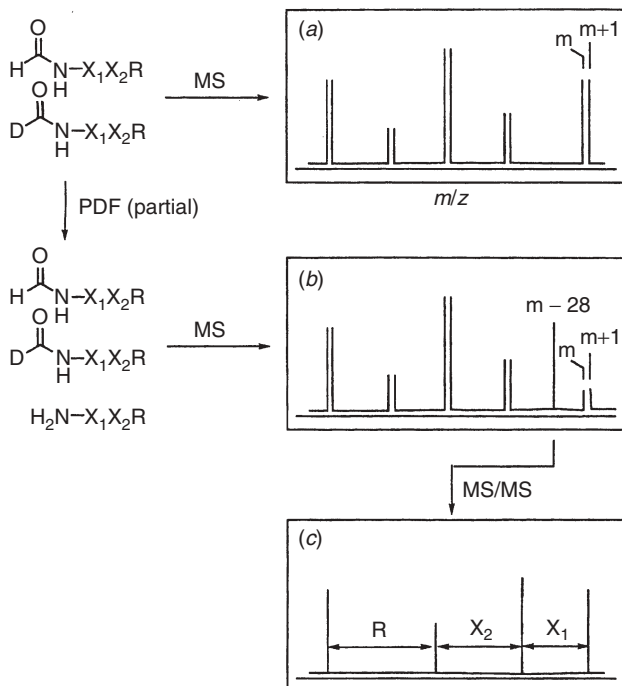 O
H N–X₁X₂R
H
O
D N–X₁X₂R
H
MS
(a)
m m+1
m/z
PDF (partial)
O
H N–X₁X₂R
H
O
D N–X₁X₂R
H
H₂N–X₁X₂R
MS
(b)
m – 28
m m+1
MS/MS
(c)
R X₂ X₁